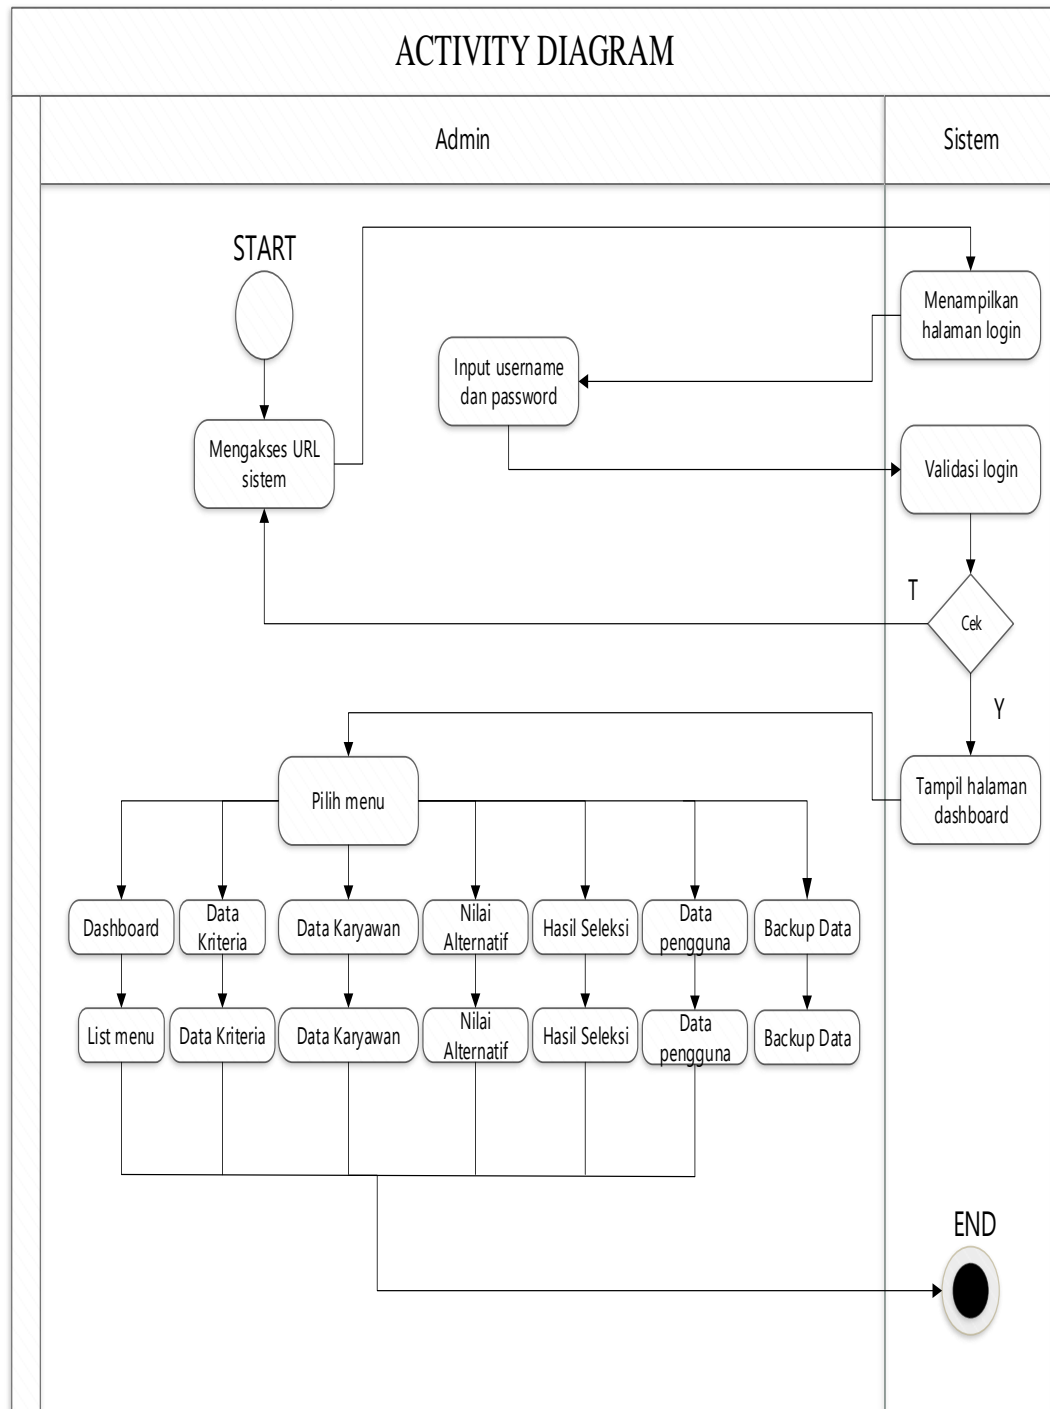 ACTIVITY DIAGRAM
Admin
Sistem
START
Menampilkan
halaman login
Input username
dan password
Mengakses URL
sistem
Validasi login
T
Cek
Y
Pilih menu
Tampil halaman
dashboard
Dashboard
Data
Kriteria
Data Karyawan
Nilai
Alternatif
Hasil Seleksi
Data
pengguna
Backup Data
List menu
Data Kriteria
Data Karyawan
Nilai
Alternatif
Hasil Seleksi
Data
pengguna
Backup Data
END